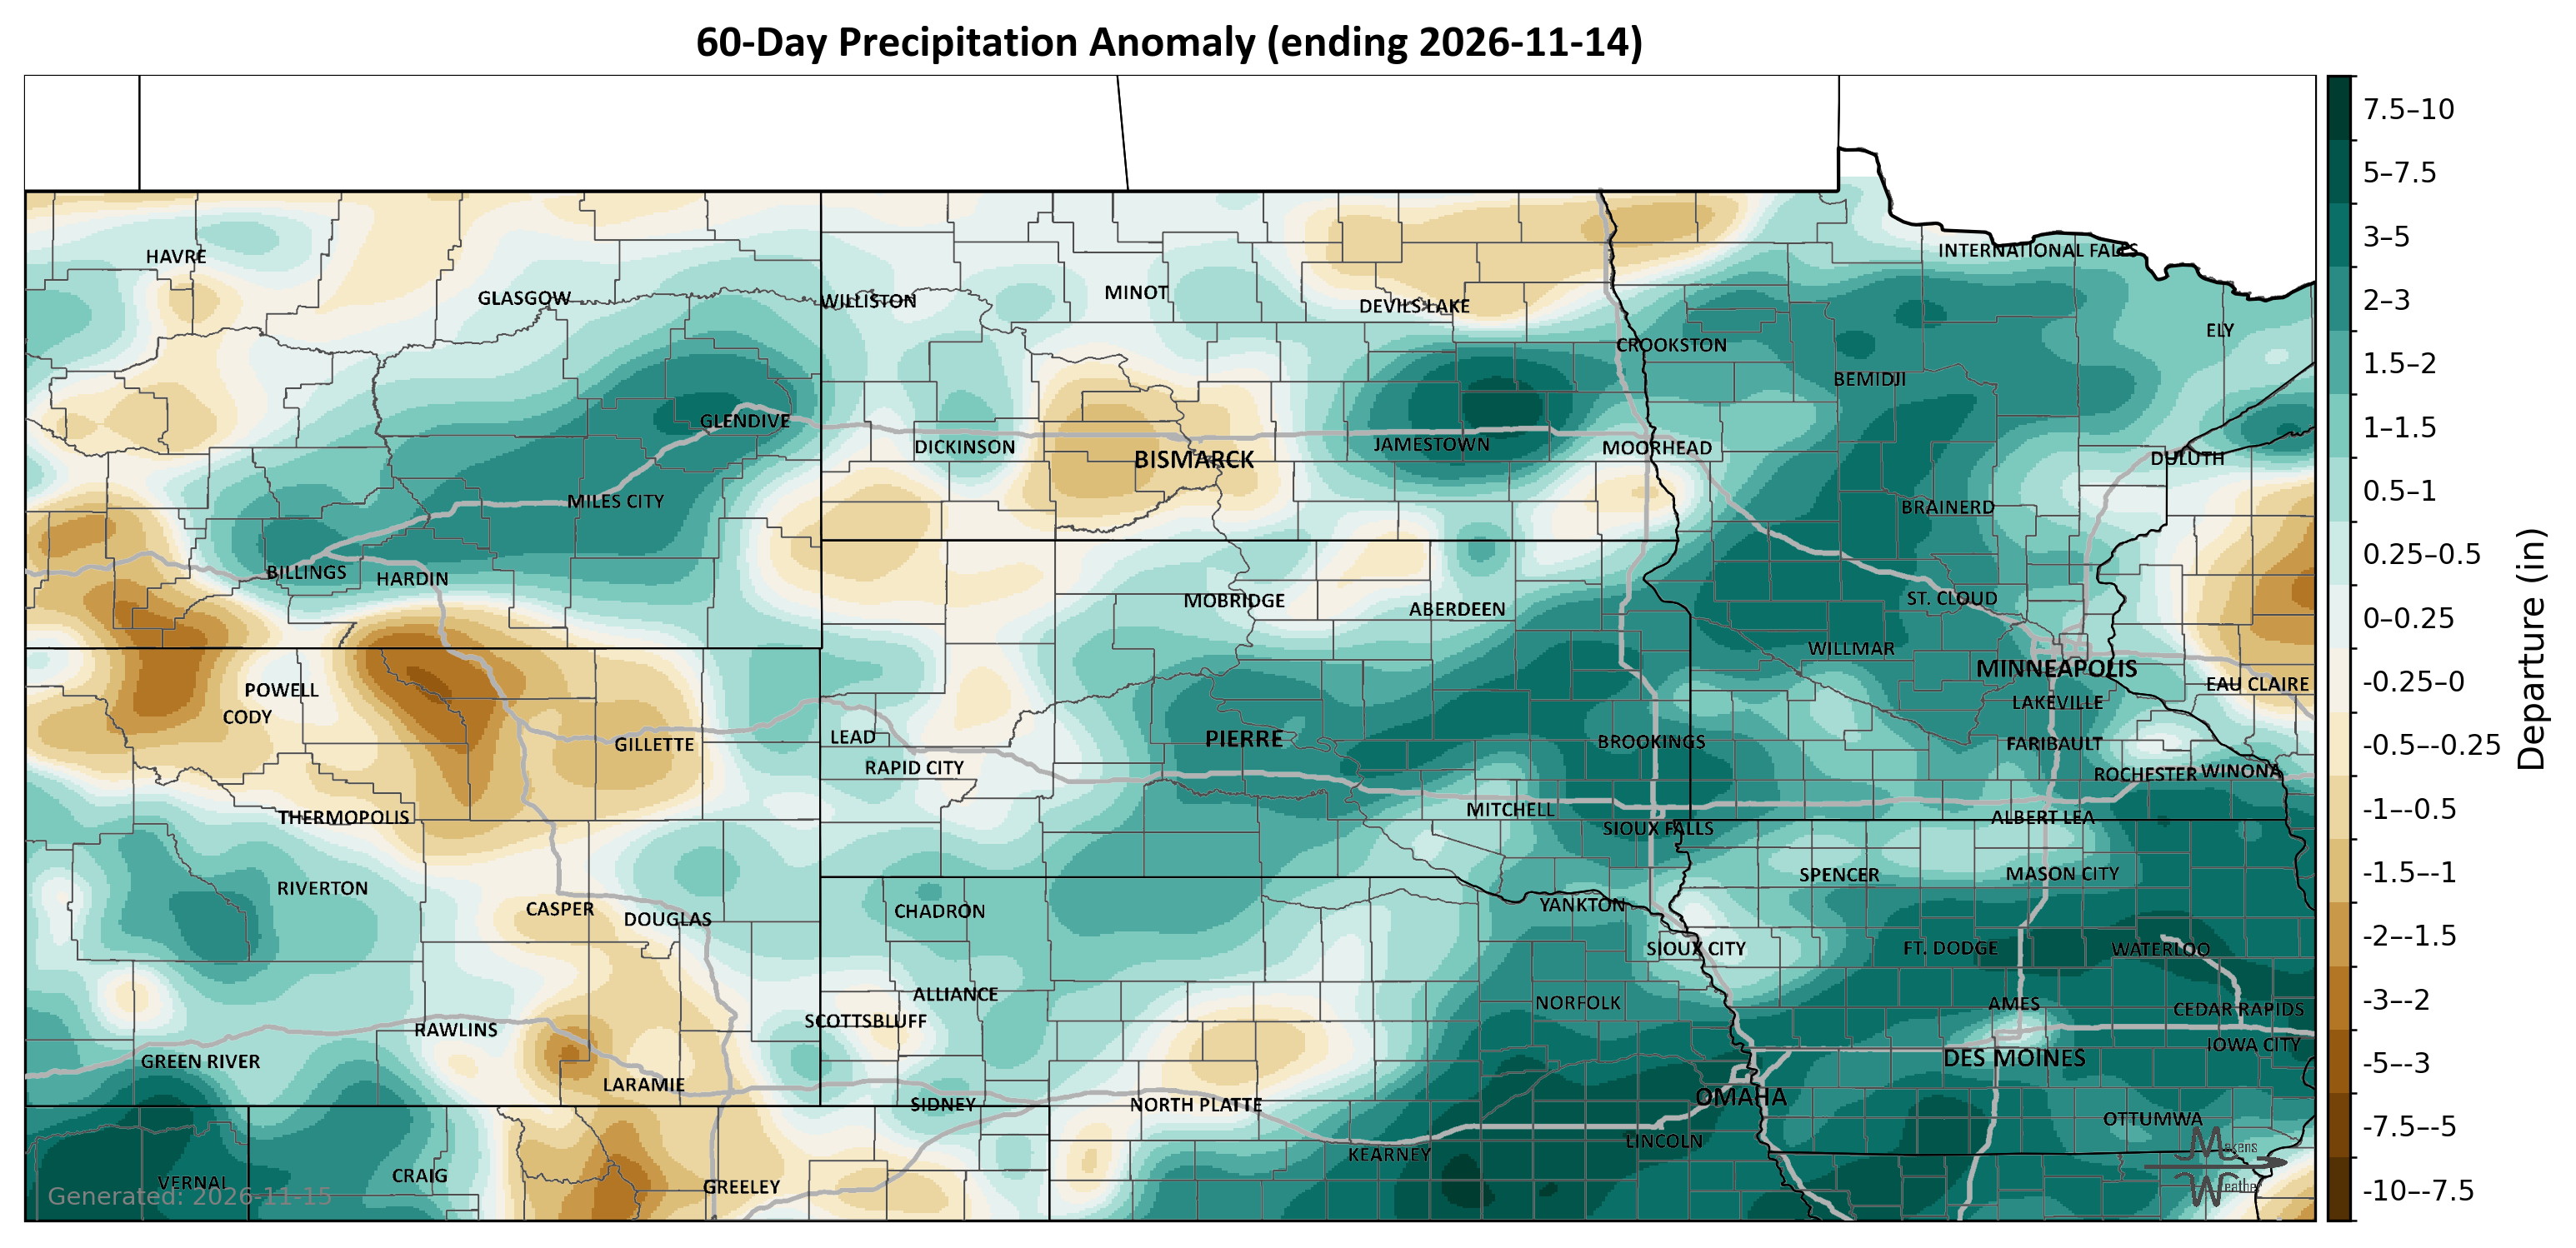 60-Day Precipitation Anomaly (ending 2026-11-14)
HAVRE
GLASGOW
WILLISTON
MINOT
DEVILS LAKE
INTERNATIONAL FALLS
ELY
CROOKSTON
BEMIDJI
GLENDIVE
DICKINSON
BISMARCK
JAMESTOWN
MOORHEAD
DULUTH
MILES CITY
BRAINERD
BILLINGS
HARDIN
MOBRIDGE
ABERDEEN
ST. CLOUD
WILLMAR
MINNEAPOLIS
EAU CLAIRE
POWELL
CODY
LAKEVILLE
GILLETTE
LEAD
PIERRE
BROOKINGS
FARIBAULT
RAPID CITY
ROCHESTER
WINONA
THERMOPOLIS
MITCHELL
SIOUX FALLS
ALBERT LEA
RIVERTON
SPENCER
MASON CITY
CASPER
DOUGLAS
CHADRON
YANKTON
SIOUX CITY
FT. DODGE
WATERLOO
ALLIANCE
NORFOLK
AMES
CEDAR RAPIDS
SCOTTSBLUFF
RAWLINS
GREEN RIVER
DES MOINES
IOWA CITY
LARAMIE
SIDNEY
NORTH PLATTE
OMAHA
OTTUMWA
LINCOLN
KEARNEY
VERNAL
CRAIG
GREELEY
Generated: 2026-11-15
Makens
Weather
7.5–10
5–7.5
3–5
2–3
1.5–2
1–1.5
0.5–1
0.25–0.5
0–0.25
-0.25–0
-0.5–-0.25
-1–-0.5
-1.5–-1
-2–-1.5
-3–-2
-5–-3
-7.5–-5
-10–-7.5
Departure (in)